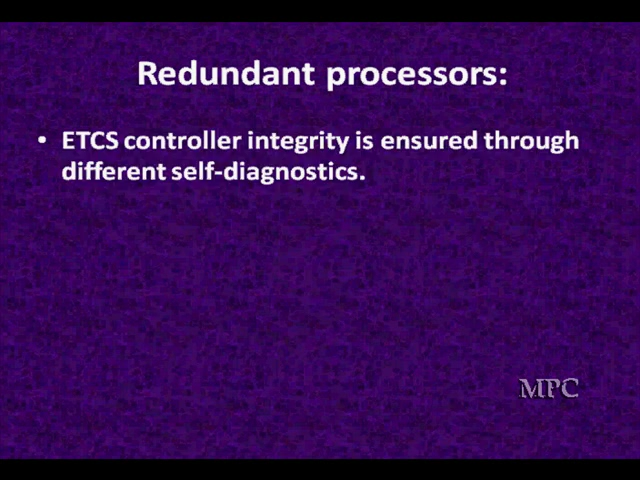 Redundant processors:
• ETCS controller integrity is ensured through
different self-diagnostics.
MPC